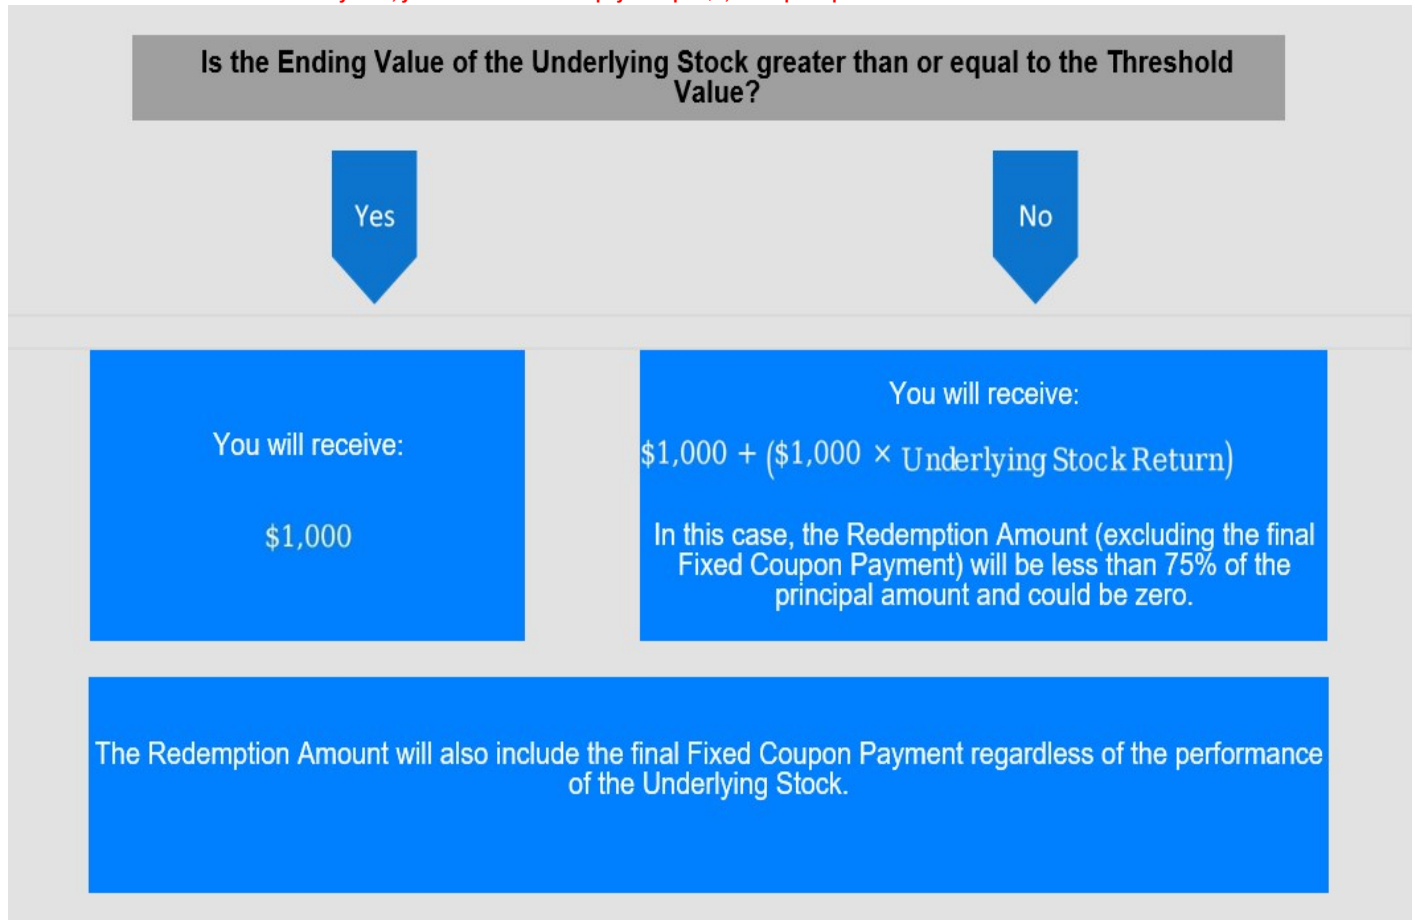 Is the Ending Value of the Underlying Stock greater than or equal to the Threshold
Value?
Yes
No
You will receive:
$1,000
You will receive:
$1,000 + ($1,000 × Underlying Stock Return)
In this case, the Redemption Amount (excluding the final
Fixed Coupon Payment) will be less than 75% of the
principal amount and could be zero.
The Redemption Amount will also include the final Fixed Coupon Payment regardless of the performance
of the Underlying Stock.